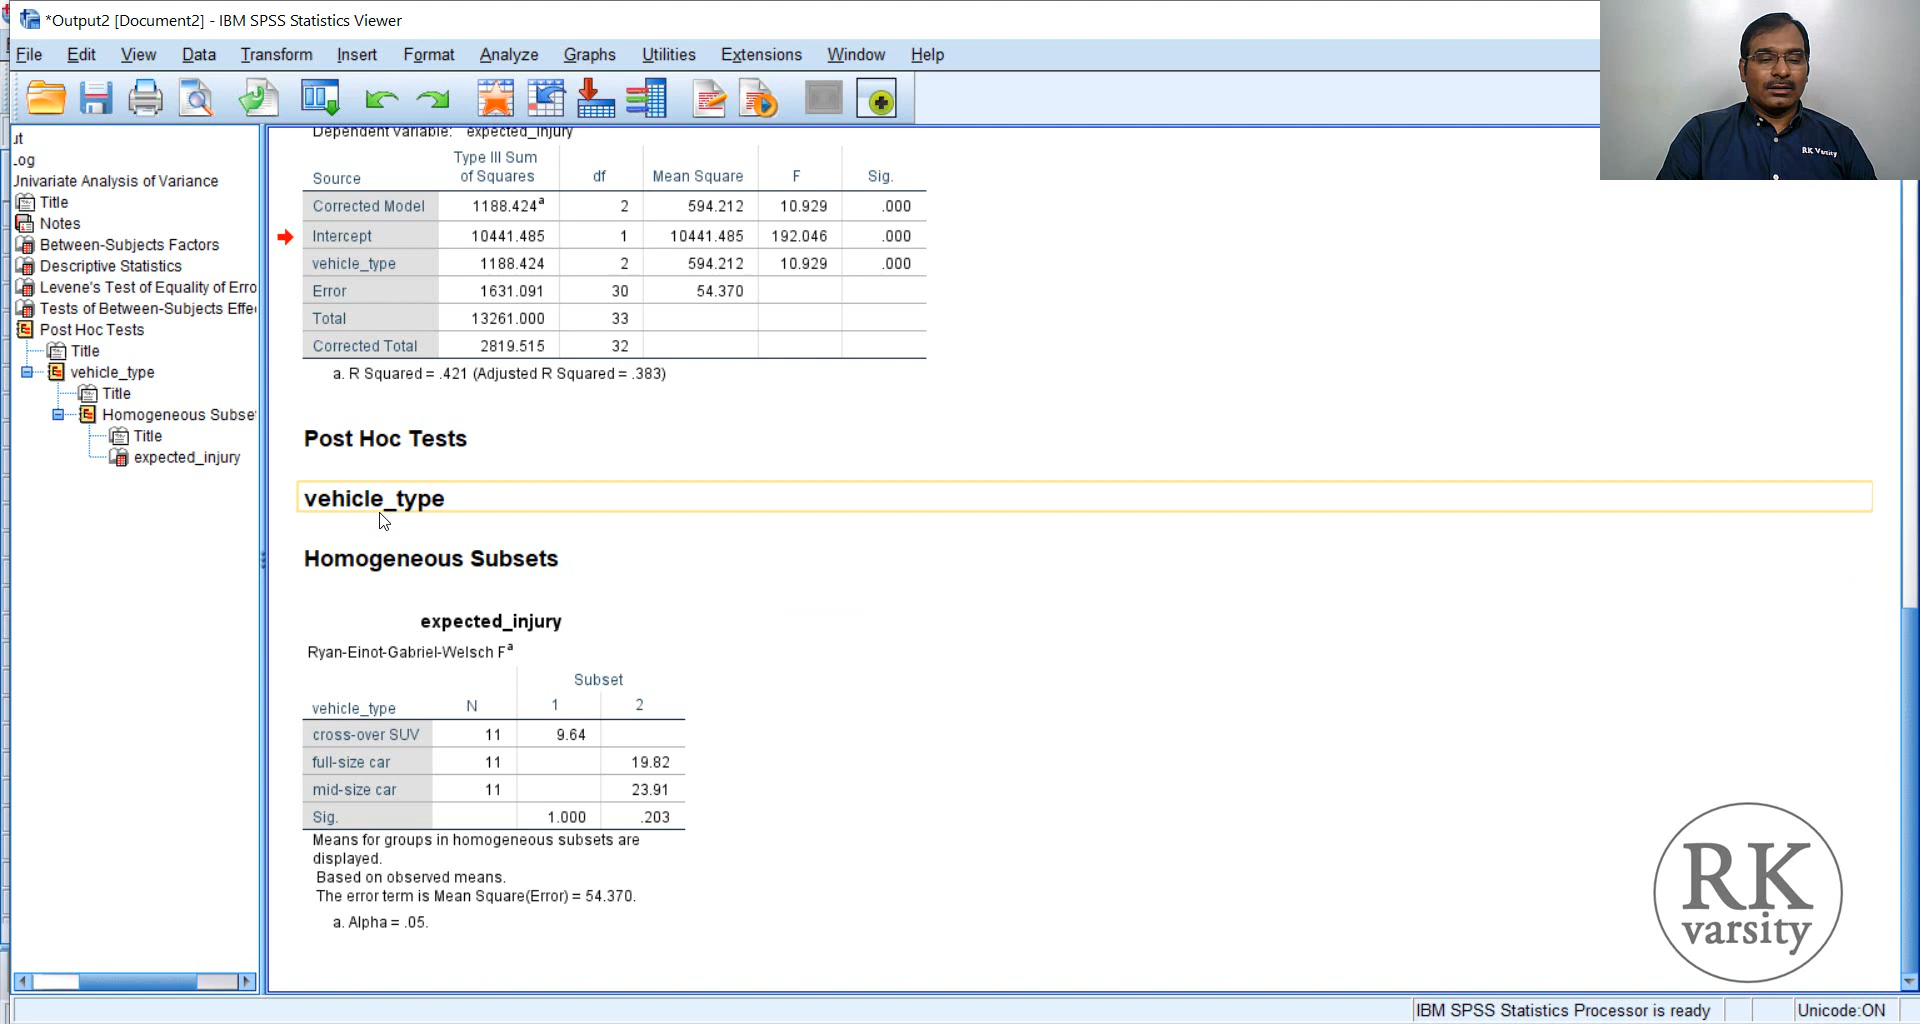 *Output2 [Document2] - IBM SPSS Statistics Viewer
File Edit View Data Transform Insert Format Analyze Graphs Utilities Extensions Window Help
Log
Univariate Analysis of Variance
Title
Notes
Between-Subjects Factors
Descriptive Statistics
Levene's Test of Equality of Erro
Tests of Between-Subjects Effe
Post Hoc Tests
Title
vehicle_type
Title
Homogeneous Subse
Title
expected_injury
Dependent Variable: expected_injury
Source Type III Sum of Squares df Mean Square F Sig.
Corrected Model 1188.424a 2 594.212 10.929 .000
Intercept 10441.485 1 10441.485 192.046 .000
vehicle_type 1188.424 2 594.212 10.929 .000
Error 1631.091 30 54.370
Total 13261.000 33
Corrected Total 2819.515 32
a. R Squared = .421 (Adjusted R Squared = .383)
Post Hoc Tests
vehicle_type
Homogeneous Subsets
expected_injury
Ryan-Einot-Gabriel-Welsch Fa
Subset
vehicle_type N 1 2
cross-over SUV 11 9.64
full-size car 11 19.82
mid-size car 11 23.91
Sig. 1.000 .203
Means for groups in homogeneous subsets are
displayed.
Based on observed means.
The error term is Mean Square(Error) = 54.370.
a. Alpha = .05.
RK Varsity
RK
varsity
IBM SPSS Statistics Processor is ready Unicode:ON